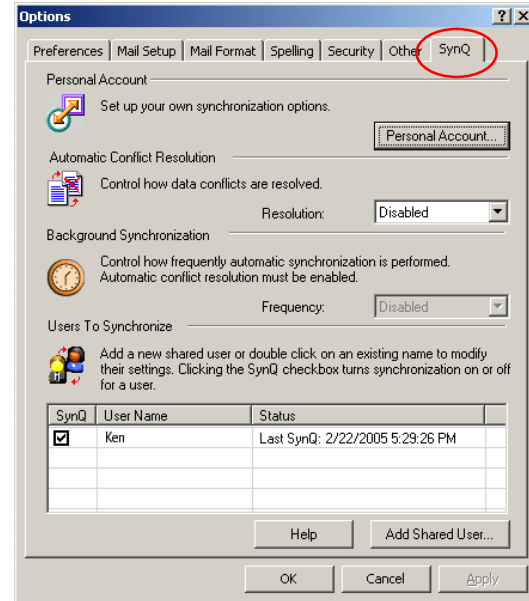 Options
Preferences Mail Setup Mail Format Spelling Security Other SynQ
Personal Account
Set up your own synchronization options.
Personal Account...
Automatic Conflict Resolution
Control how data conflicts are resolved.
Resolution: Disabled
Background Synchronization
Control how frequently automatic synchronization is performed.
Automatic conflict resolution must be enabled.
Frequency: Disabled
Users To Synchronize
Add a new shared user or double click on an existing name to modify
their settings. Clicking the SynQ checkbox turns synchronization on or off
for a user.
SynQ User Name Status
Ken Last SynQ: 2/22/2005 5:29:26 PM
Help Add Shared User...
OK Cancel Apply